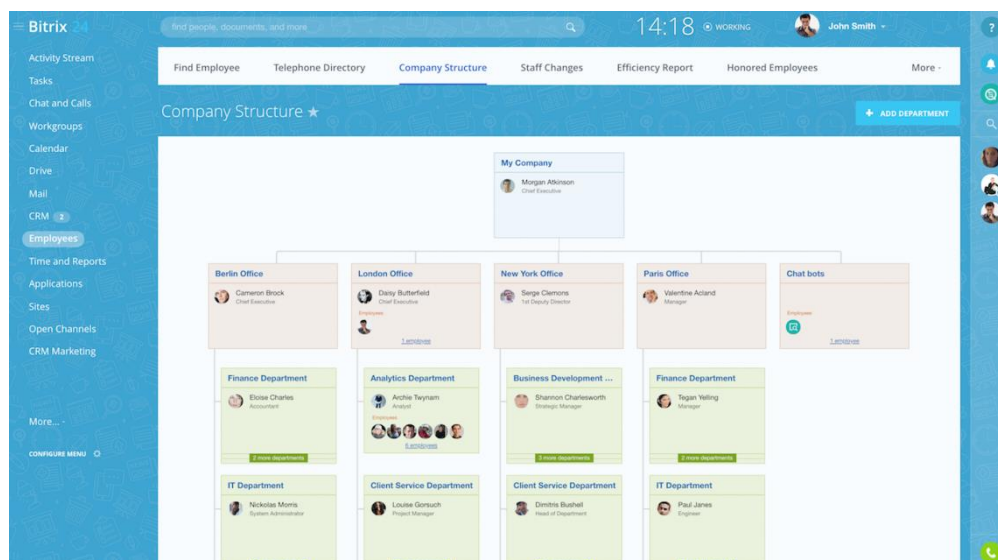 Bitrix 24
find people, documents, and more
14:18 WORKING
John Smith
?
Activity Stream
Tasks
Chat and Calls
Workgroups
Calendar
Drive
Mail
CRM 2
Employees
Time and Reports
Applications
Sites
Open Channels
CRM Marketing
More...
CONFIGURE MENU
Find Employee Telephone Directory Company Structure Staff Changes Efficiency Report Honored Employees More
Company Structure
+ ADD DEPARTMENT
My Company
Morgan Atkinson
Chief Executive
Berlin Office
Cameron Brock
Chief Executive
London Office
Daisy Butterfield
Chief Executive
Employees
1 employee
New York Office
Serge Clemons
1st Deputy Director
Paris Office
Valentine Acland
Manager
Chat bots
Employees
1 employee
Finance Department
Eloise Charles
Accountant
2 more departments
Analytics Department
Archie Twynam
Analyst
Employees
6 employees
Business Development ...
Shannon Charlesworth
Strategic Manager
3 more departments
Finance Department
Tegan Yelling
Manager
2 more departments
IT Department
Nickolas Morris
System Administrator
Client Service Department
Louise Gorsuch
Project Manager
Client Service Department
Dimitris Bushell
Head of Department
IT Department
Paul Janes
Engineer